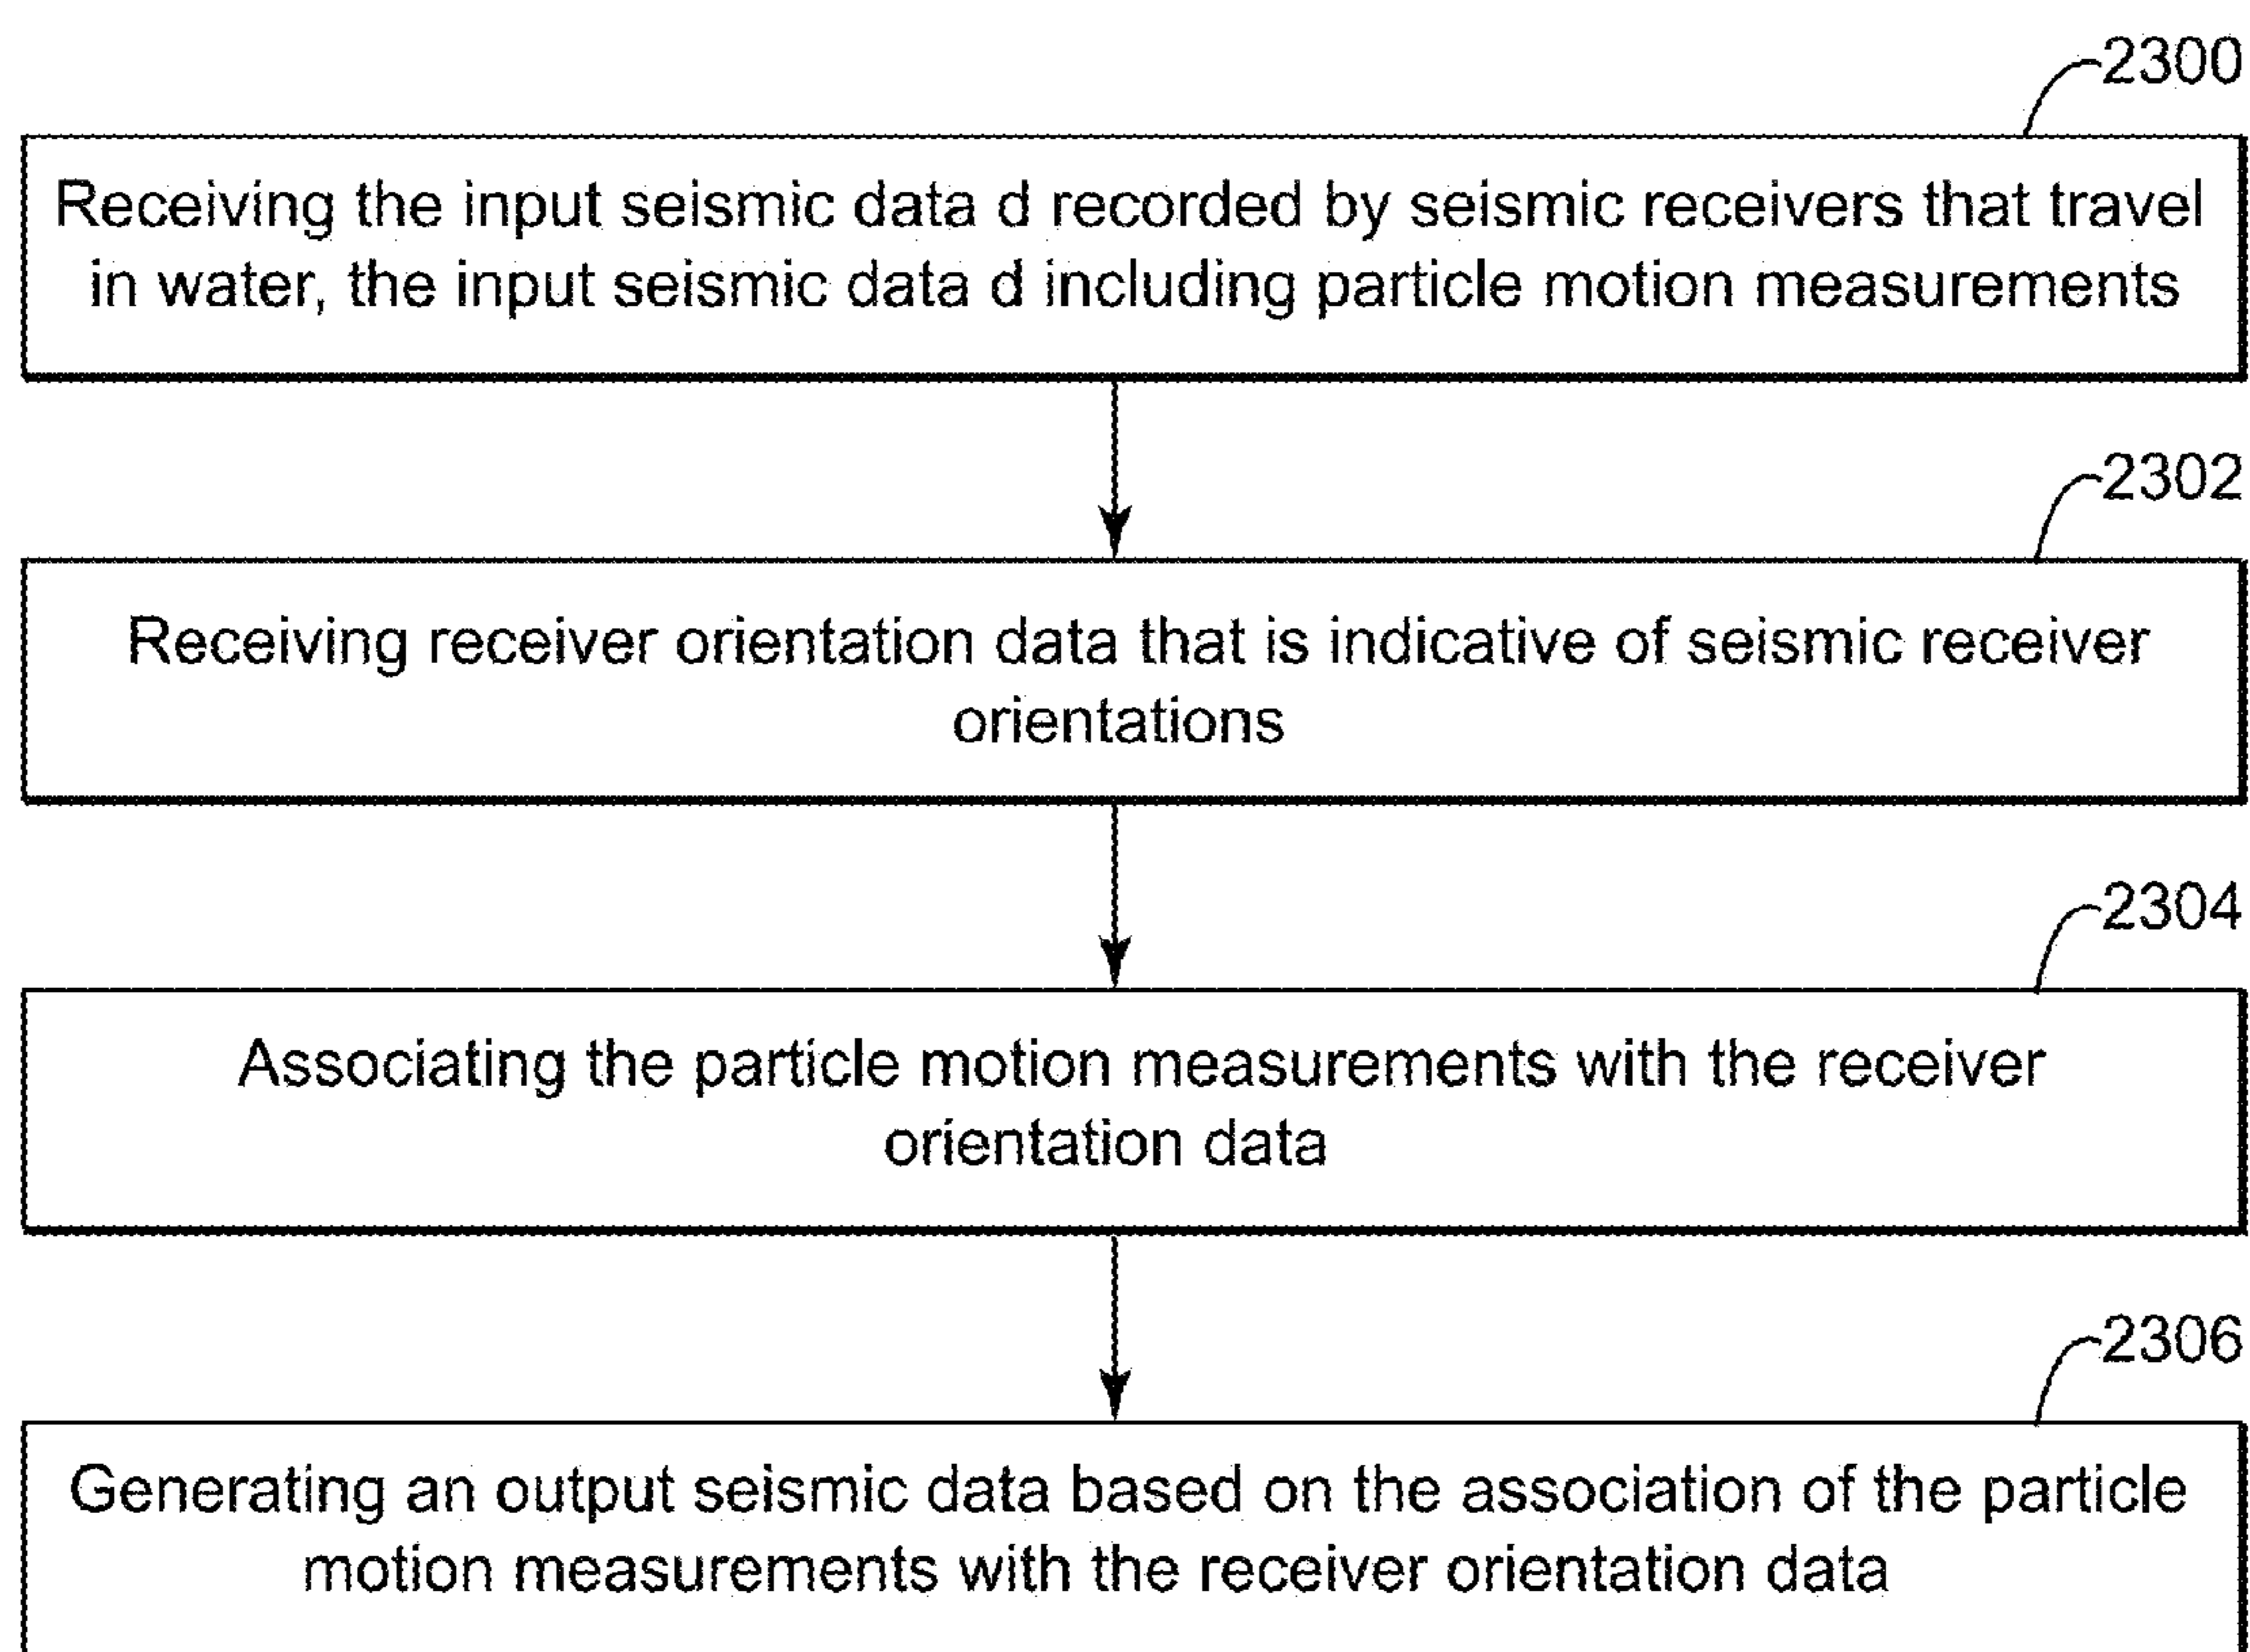 2300
Receiving the input seismic data d recorded by seismic receivers that travel
in water, the input seismic data d including particle motion measurements
2302
Receiving receiver orientation data that is indicative of seismic receiver
orientations
2304
Associating the particle motion measurements with the receiver
orientation data
2306
Generating an output seismic data based on the association of the particle
motion measurements with the receiver orientation data